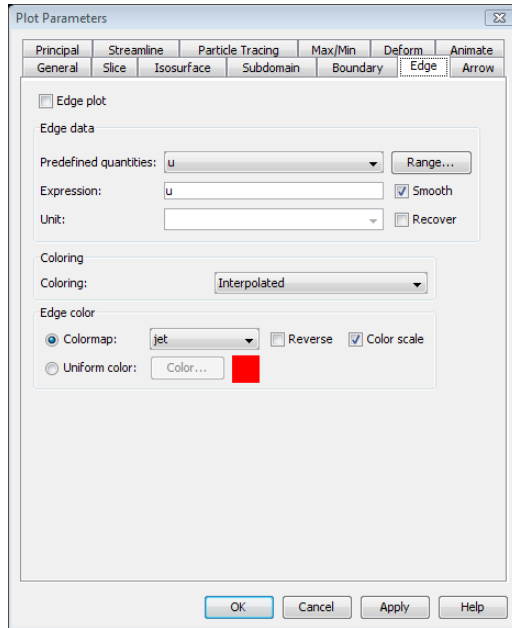 Plot Parameters
Principal Streamline Particle Tracing Max/Min Deform Animate
General Slice Isosurface Subdomain Boundary Edge Arrow
Edge plot
Edge data
Predefined quantities: u Range...
Expression: u Smooth
Unit: Recover
Coloring
Coloring: Interpolated
Edge color
Colormap: jet Reverse Color scale
Uniform color: Color...
OK Cancel Apply Help